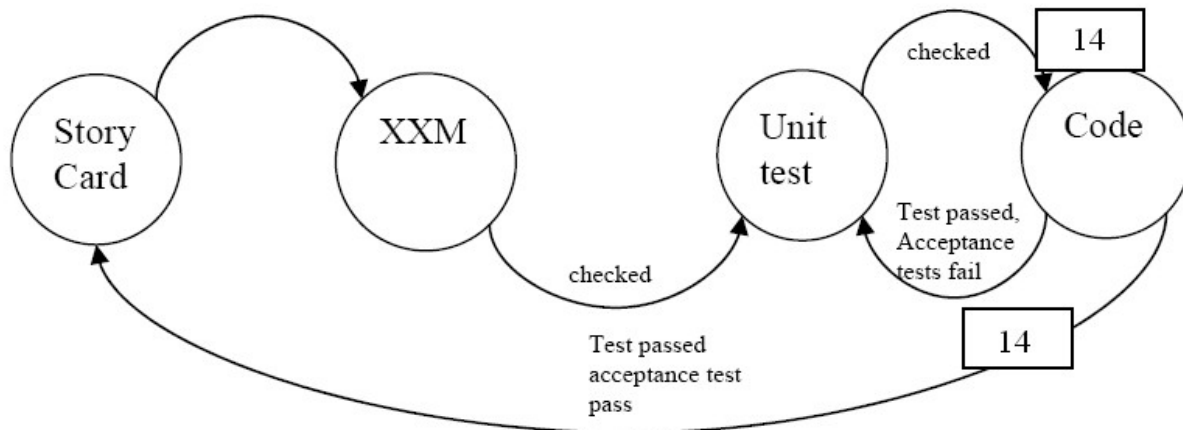 14
checked
Story
Card
XXM
Unit
test
Code
Test passed,
Acceptance
tests fail
checked
14
Test passed
acceptance test
pass